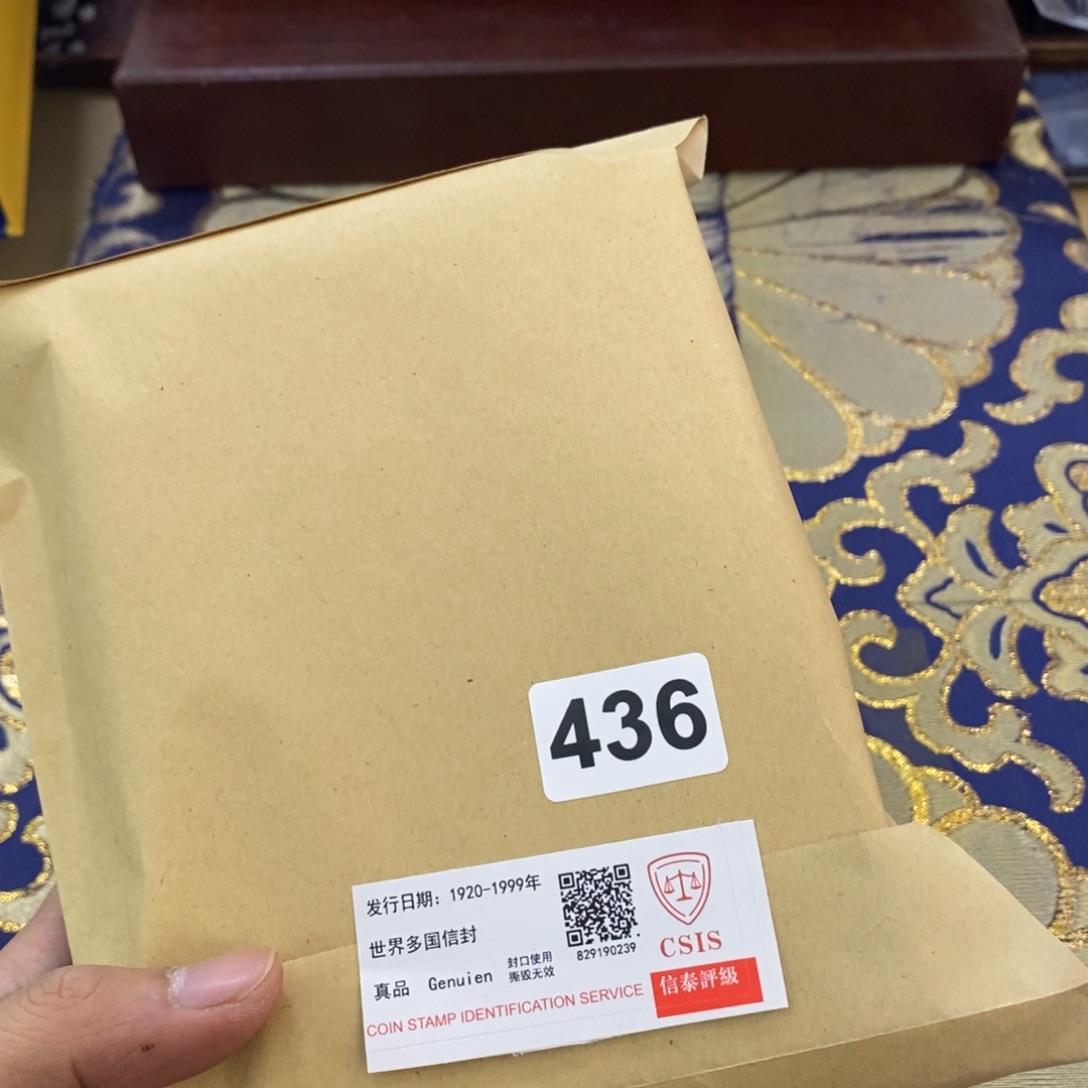 436
发行日期：1920-1999年
世界多国信封
真品 Genuien
封口使用
撕毁无效
829190239
COIN STAMP IDENTIFICATION SERVICE
CSIS
信泰評級